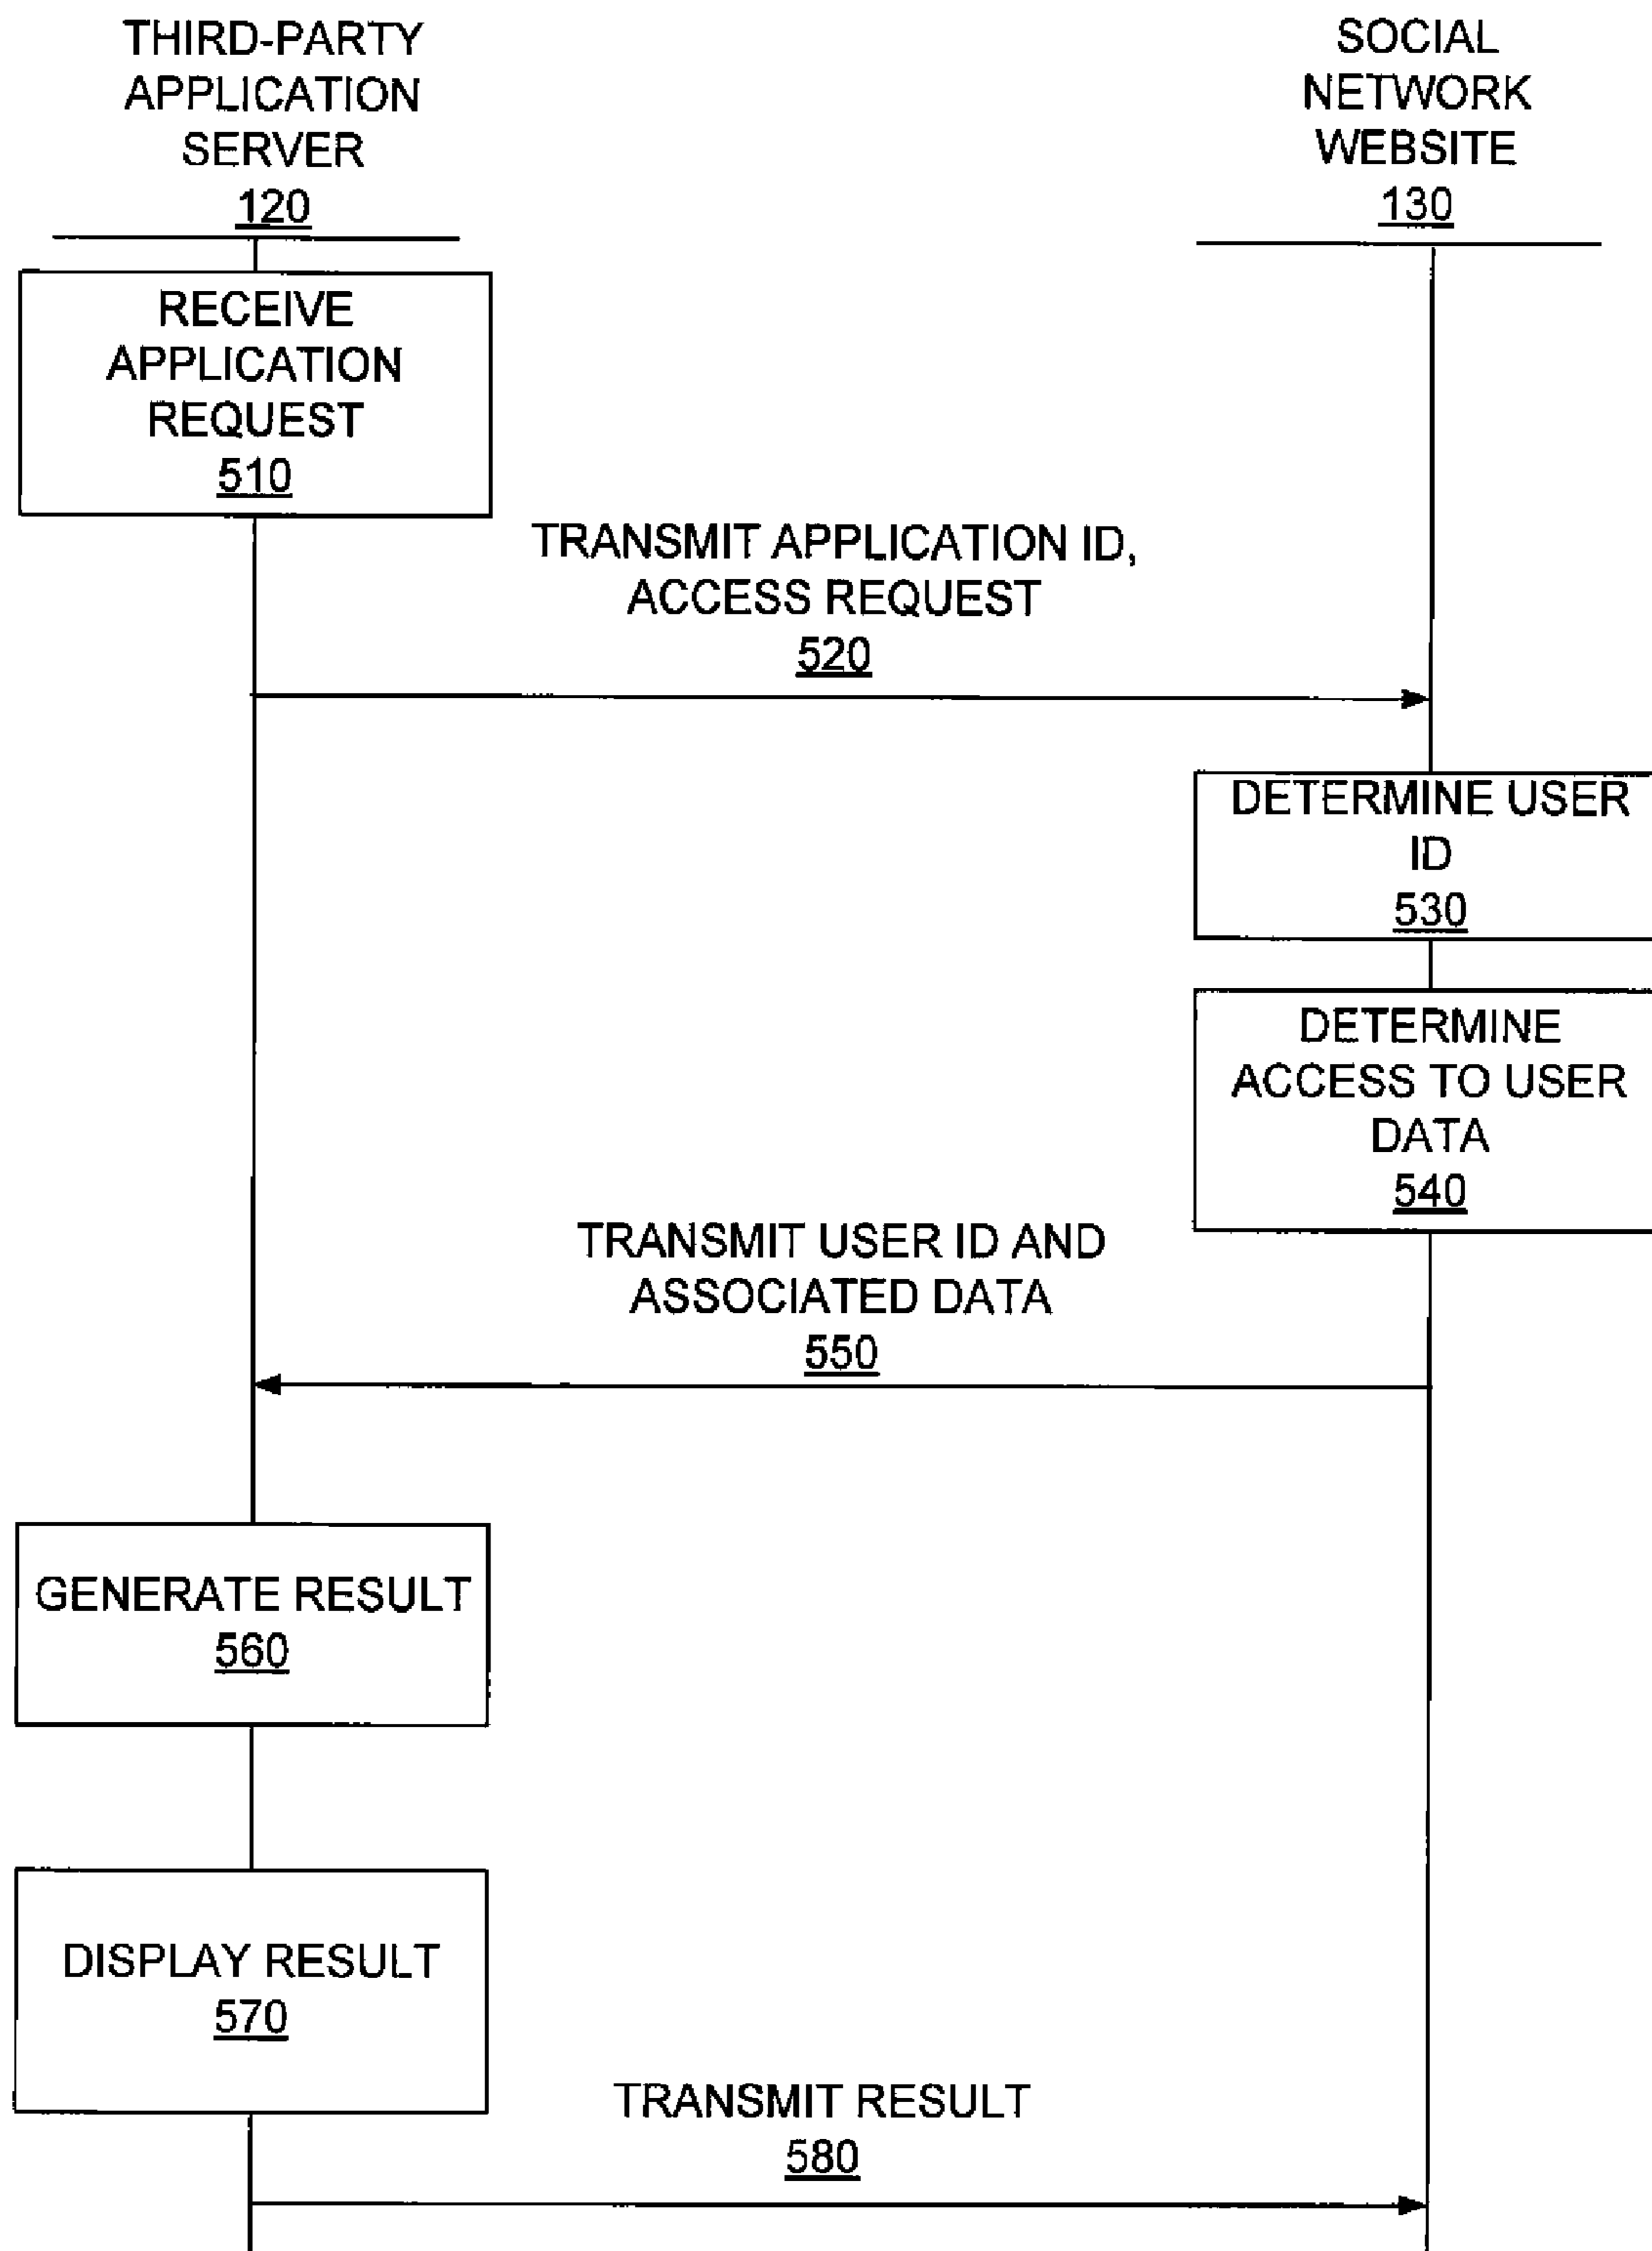 THIRD-PARTY
APPLICATION
SERVER
120
SOCIAL
NETWORK
WEBSITE
130
RECEIVE
APPLICATION
REQUEST
510
TRANSMIT APPLICATION ID,
ACCESS REQUEST
520
DETERMINE USER
ID
530
DETERMINE
ACCESS TO USER
DATA
540
TRANSMIT USER ID AND
ASSOCIATED DATA
550
GENERATE RESULT
560
DISPLAY RESULT
570
TRANSMIT RESULT
580